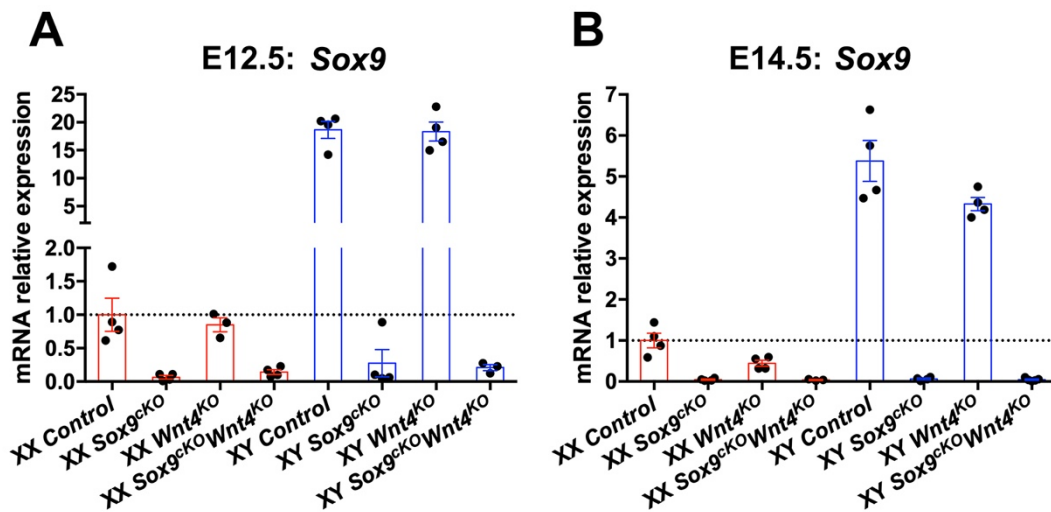 A
E12.5: Sox9
mRNA relative expression
25
20
15
10
5
2.0
1.5
1.0
0.5
0.0
XX Control
XX Sox9cKO
XX Wnt4KO
XX Sox9cKOWnt4KO
XY Control
XY Sox9cKO
XY Wnt4KO
XY Sox9cKOWnt4KO
B
E14.5: Sox9
mRNA relative expression
7
6
5
4
3
2
1
0
XX Control
XX Sox9cKO
XX Wnt4KO
XX Sox9cKOWnt4KO
XY Control
XY Sox9cKO
XY Wnt4KO
XY Sox9cKOWnt4KO